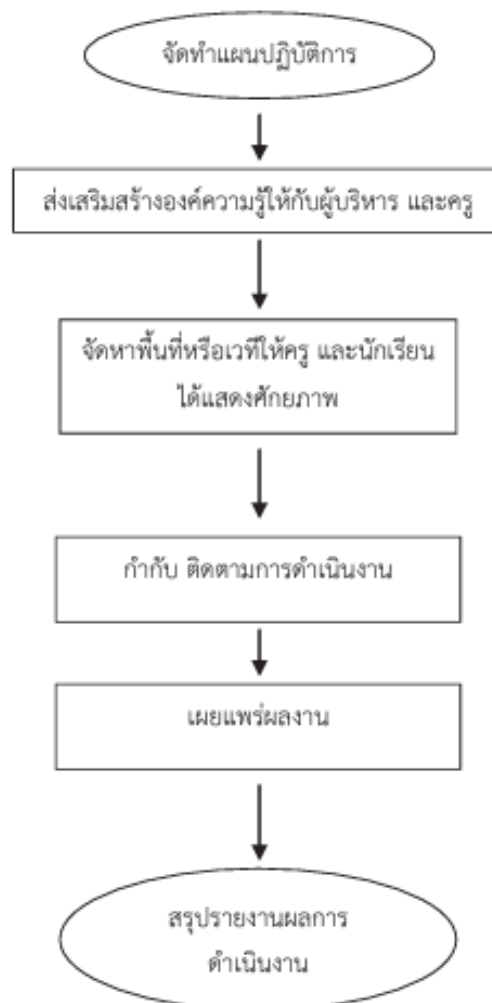 จัดทำแผนปฏิบัติการ
ส่งเสริมสร้างองค์ความรู้ให้กับผู้บริหาร และครู
จัดหาพื้นที่หรือเวทีให้ครู และนักเรียน
ได้แสดงศักยภาพ
กำกับ ติดตามการดำเนินงาน
เผยแพร่ผลงาน
สรุปรายงานผลการ
ดำเนินงาน